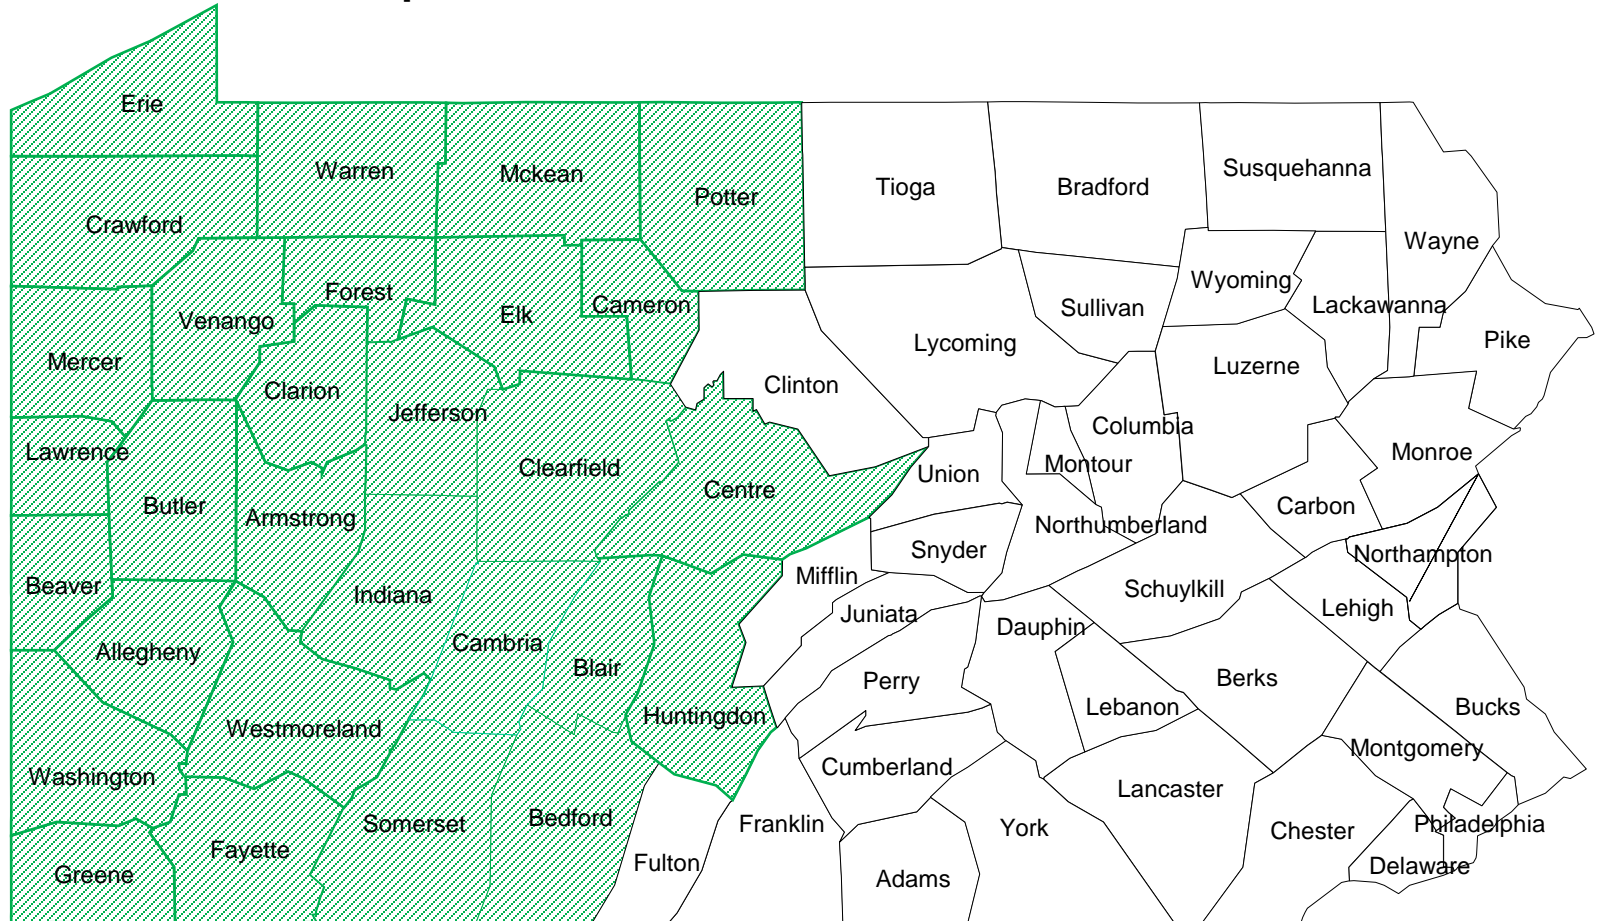 Erie
Warren
Mckean
Potter
Tioga
Bradford
Susquehanna
Crawford
Wayne
Forest
Venango
Elk
Cameron
Sullivan
Wyoming
Lackawanna
Mercer
Lycoming
Pike
Clarion
Jefferson
Clinton
Luzerne
Lawrence
Columbia
Butler
Armstrong
Clearfield
Centre
Union
Montour
Monroe
Carbon
Northumberland
Snyder
Northampton
Beaver
Indiana
Mifflin
Schuylkill
Lehigh
Allegheny
Cambria
Blair
Juniata
Dauphin
Perry
Berks
Westmoreland
Huntingdon
Lebanon
Bucks
Washington
Cumberland
Lancaster
Montgomery
Greene
Fayette
Somerset
Bedford
Fulton
Franklin
Adams
York
Chester
Philadelphia
Delaware